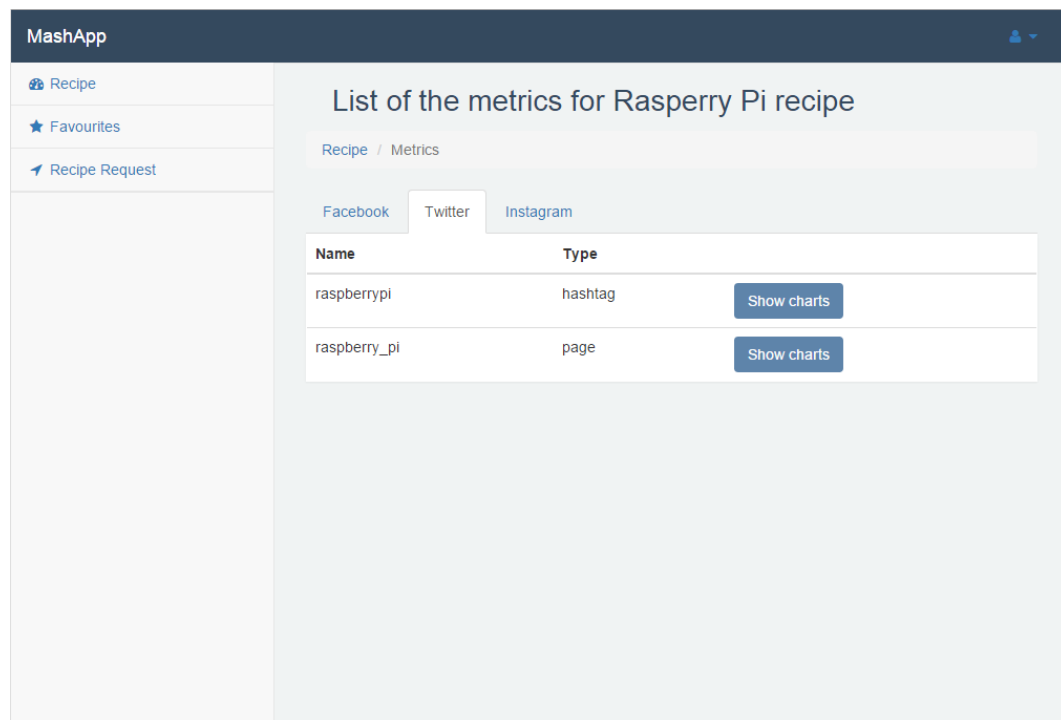 MashApp
Recipe
Favourites
Recipe Request
List of the metrics for Rasperry Pi recipe
Recipe / Metrics
Facebook Twitter Instagram
Name Type
raspberrypi hashtag Show charts
raspberry_pi page Show charts